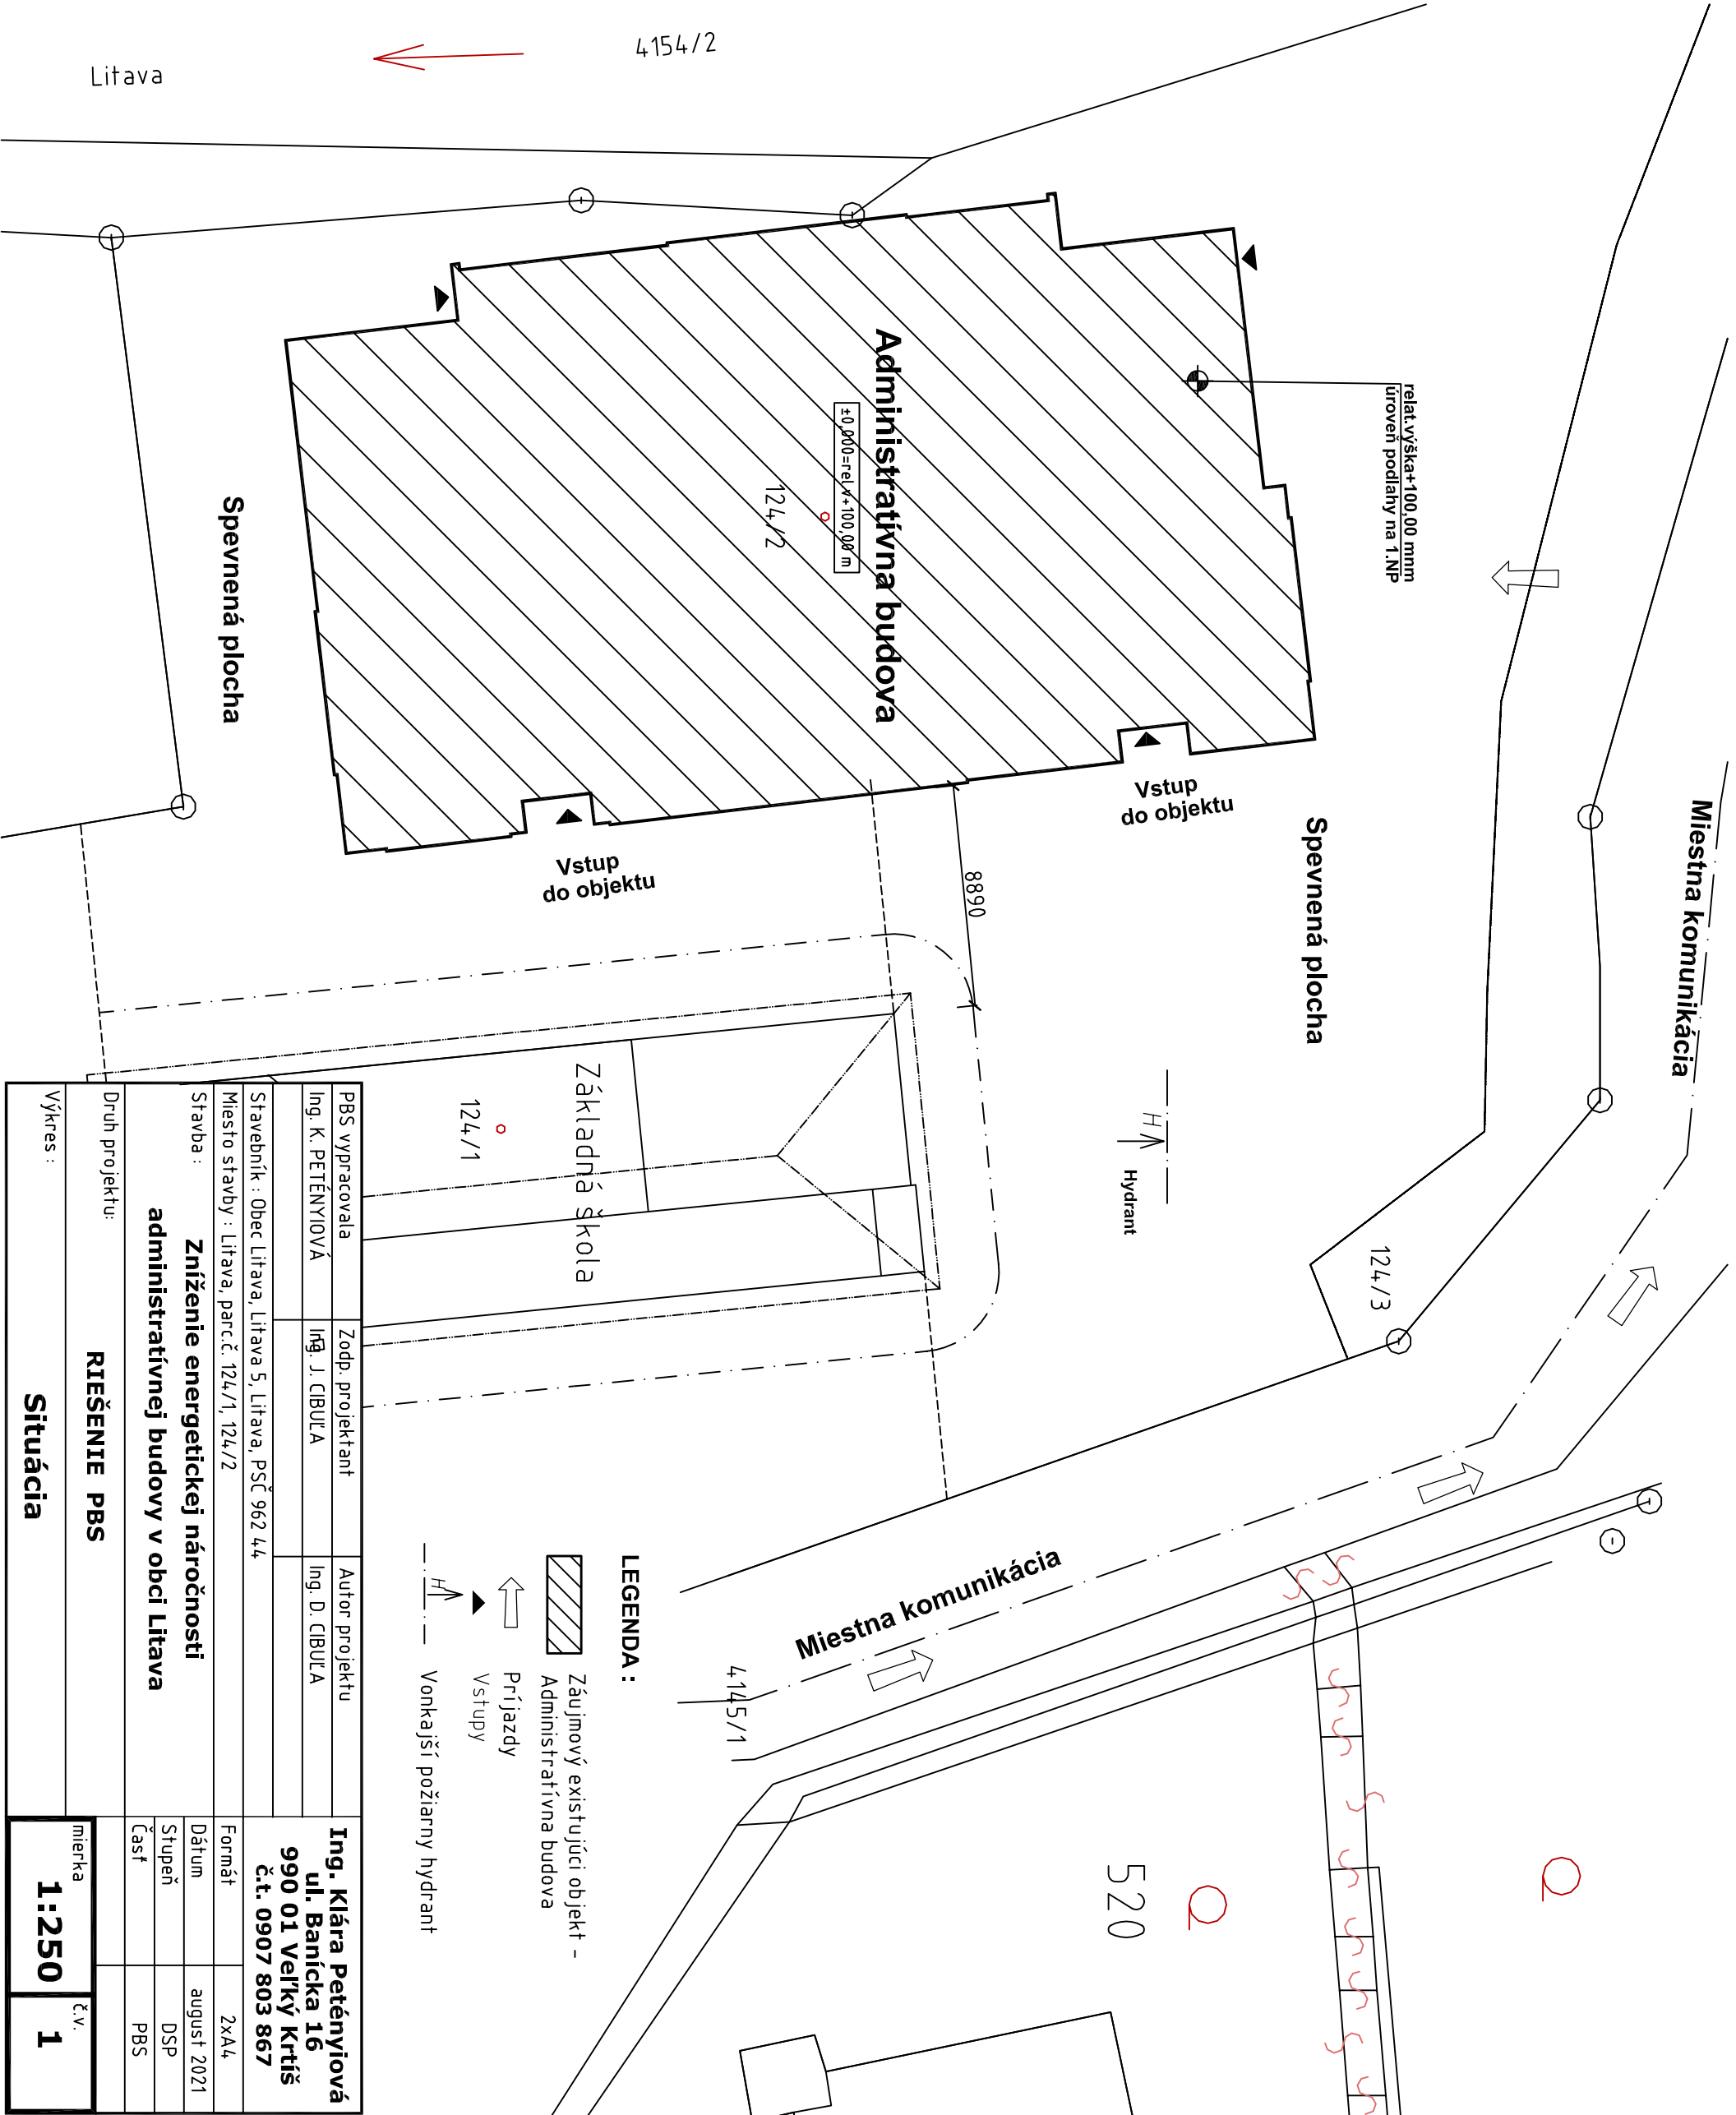 Litava
4154/2
relat.výška+100,00 mmm
úroveň podlahy na 1.NP
Administratívna budova
±0,000=rel.v+100,00 m
124/2
Spevnená plocha
Vstup
do objektu
Vstup
do objektu
8890
Spevnená plocha
Miestna komunikácia
H
Hydrant
124/3
Základná škola
124/1
Miestna komunikácia
4145/1
520
LEGENDA :
Záujmový existujúci objekt -
Administratívna budova
Príjazdy
Vstupy
H
Vonkajší požiarny hydrant
PBS vypracovala
Zodp. projektant
Autor projektu
Ing. K. PETÉNYIOVÁ
Ing. J. CIBUĽA
Ing. D. CIBUĽA
Stavebník : Obec Litava, Litava 5, Litava, PSČ 962 44
Miesto stavby : Litava, parc.č. 124/1, 124/2
Stavba :
Zníženie energetickej náročnosti
administratívnej budovy v obci Litava
Druh projektu:
RIEŠENIE PBS
Výkres :
Situácia
Ing. Klára Petényiová
ul. Banícka 16
990 01 Veľký Krtíš
č.t. 0907 803 867
Formát
2xA4
Dátum
august 2021
Stupeň
DSP
Časť
PBS
mierka
1:250
č.v.
1